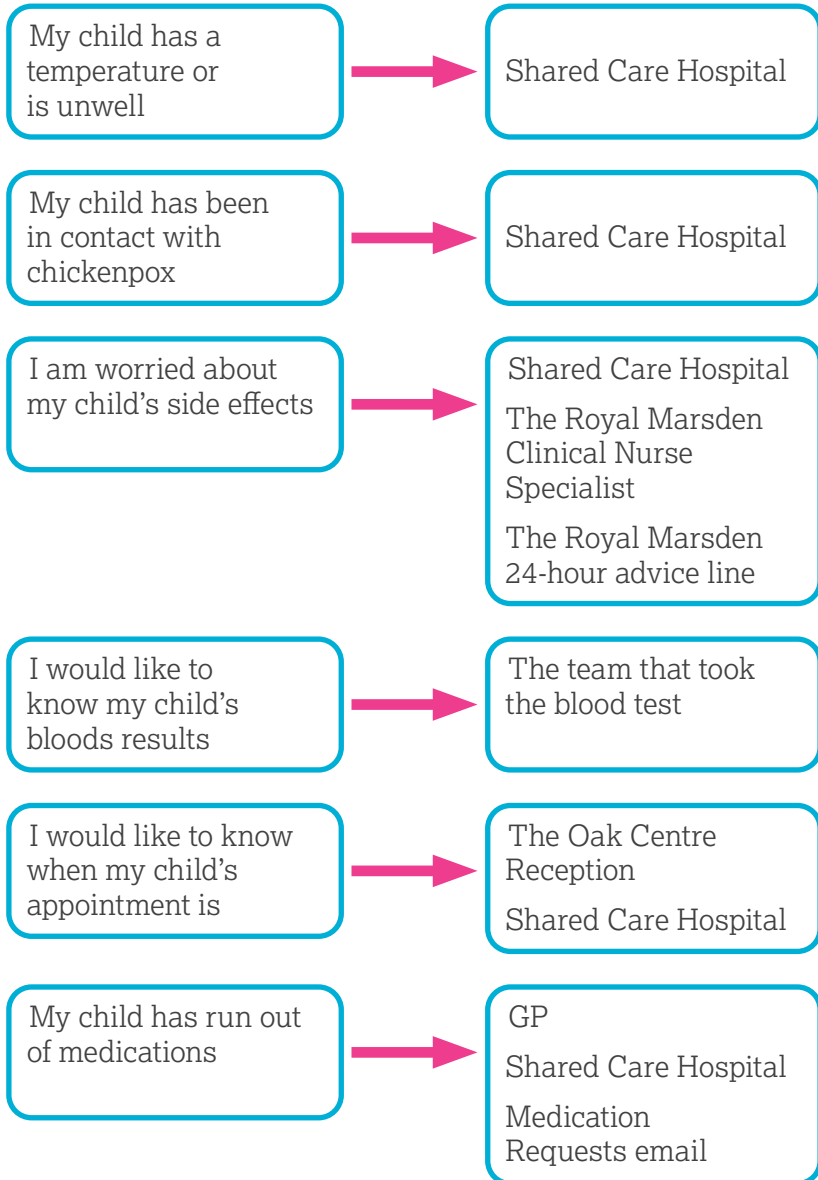 My child has a
temperature or
is unwell
Shared Care Hospital
My child has been
in contact with
chickenpox
Shared Care Hospital
I am worried about
my child’s side effects
Shared Care Hospital
The Royal Marsden
Clinical Nurse
Specialist
The Royal Marsden
24-hour advice line
I would like to
know my child’s
bloods results
The team that took
the blood test
I would like to know
when my child’s
appointment is
The Oak Centre
Reception
Shared Care Hospital
My child has run out
of medications
GP
Shared Care Hospital
Medication
Requests email